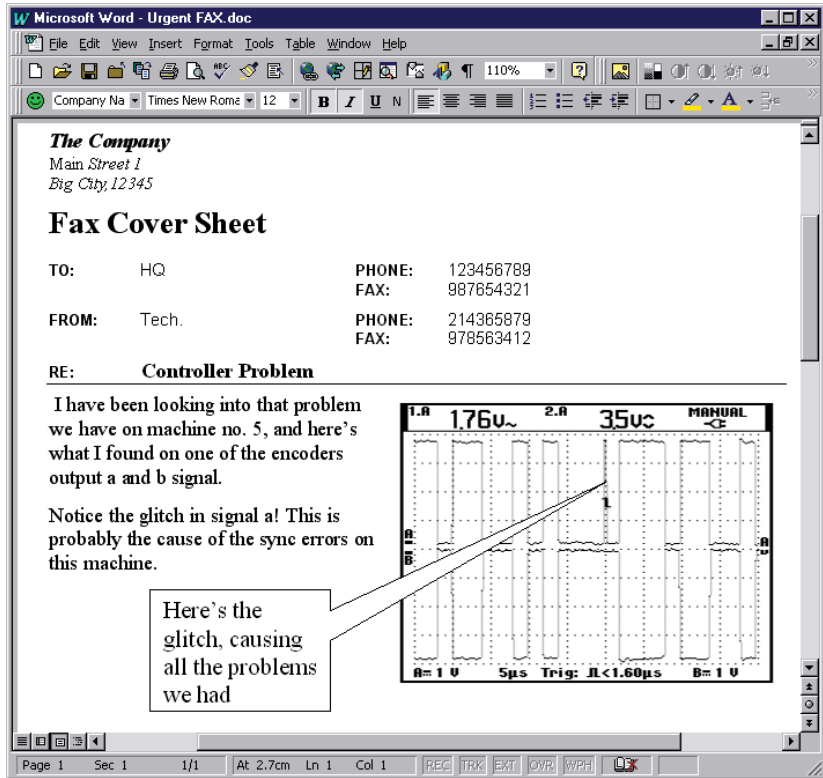 Microsoft Word - Urgent FAX.doc
File Edit View Insert Format Tools Table Window Help
110%
Company Na Times New Roma 12 B I U N
The Company
Main Street 1
Big City, 12345
Fax Cover Sheet
TO: HQ PHONE: 123456789
FAX: 987654321
FROM: Tech. PHONE: 214365879
FAX: 978563412
RE: Controller Problem
I have been looking into that problem
we have on machine no. 5, and here's
what I found on one of the encoders
output a and b signal.
Notice the glitch in signal a! This is
probably the cause of the sync errors on
this machine.
1.A 1.76V~ 2.A 3.5V MANUAL
A
B
A
1
Here's the
glitch, causing
all the problems
we had
A= 1 V 5µs Trig: <1.60µs B= 1 V
Page 1 Sec 1 1/1 At 2.7cm Ln 1 Col 1 REC TRK EXT OVR WPH